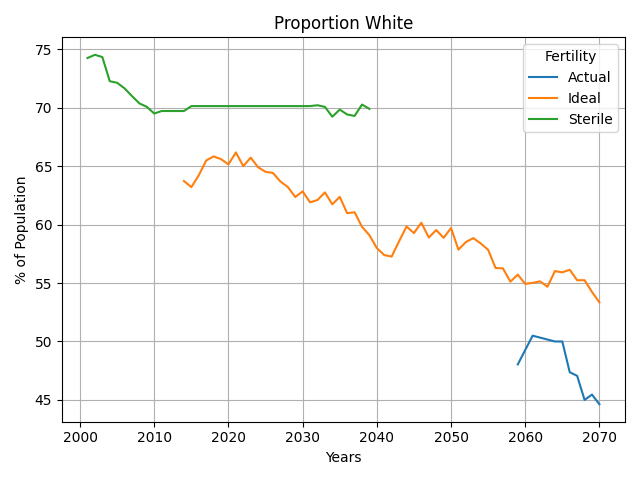 Proportion White
% of Population
75
70
65
60
55
50
45
Fertility
Actual
Ideal
Sterile
2000 2010 2020 2030 2040 2050 2060 2070
Years